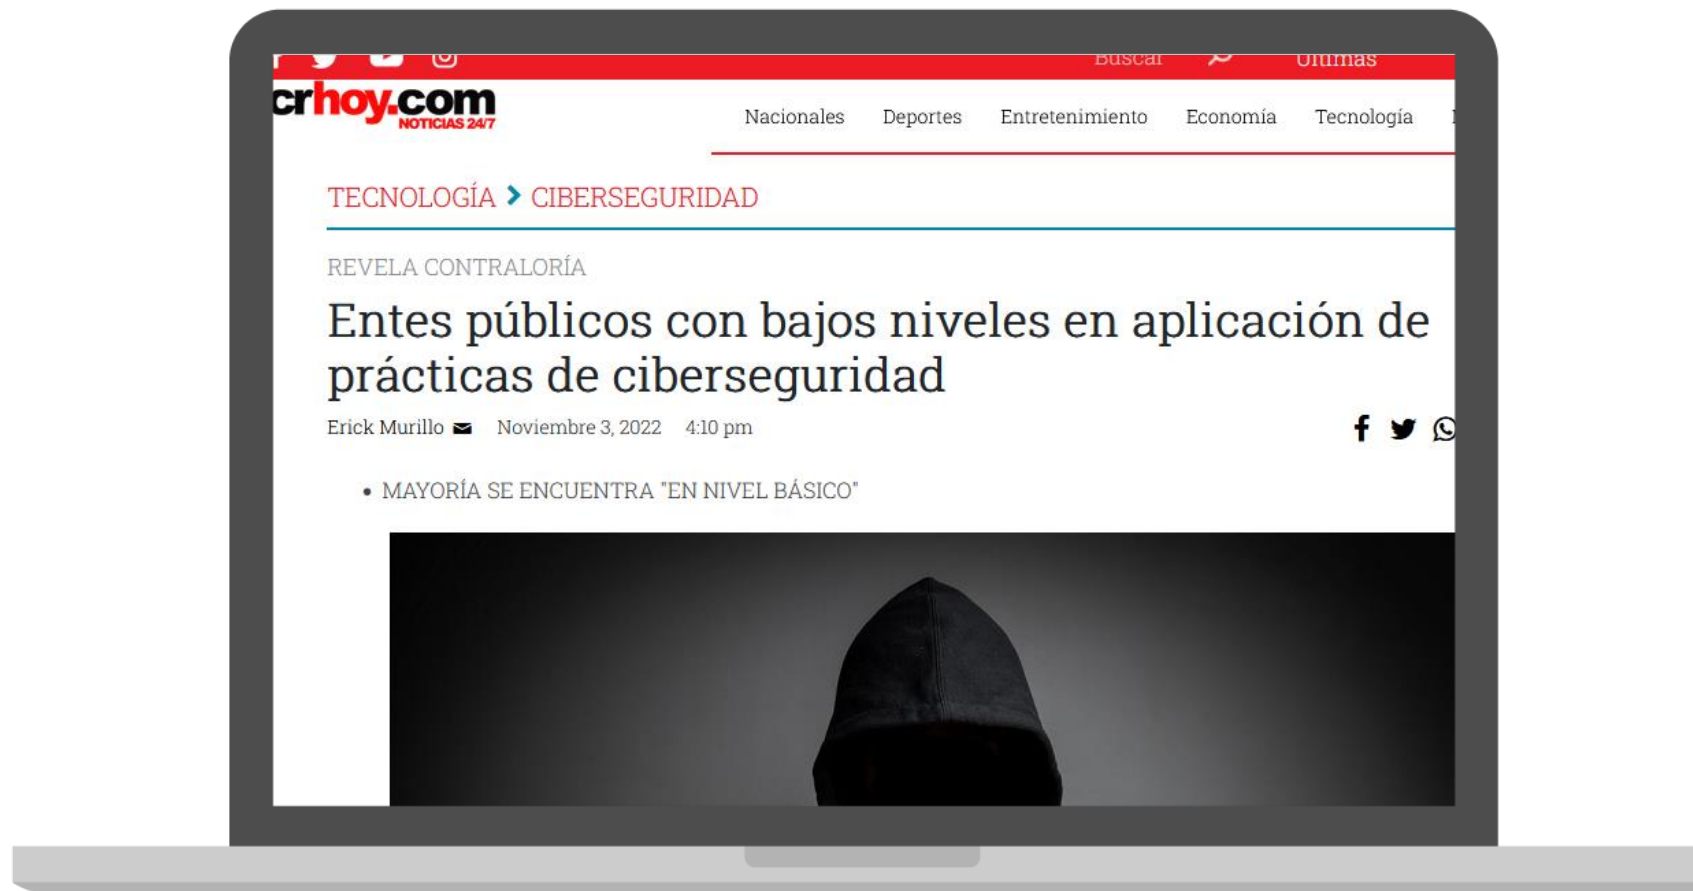 Buscar Últimas
crhoy.com
NOTICIAS 24/7
Nacionales Deportes Entretenimiento Economía Tecnología
TECNOLOGÍA > CIBERSEGURIDAD
REVELA CONTRALORÍA
Entes públicos con bajos niveles en aplicación de
prácticas de ciberseguridad
Erick Murillo Noviembre 3, 2022 4:10 pm
• MAYORÍA SE ENCUENTRA "EN NIVEL BÁSICO"